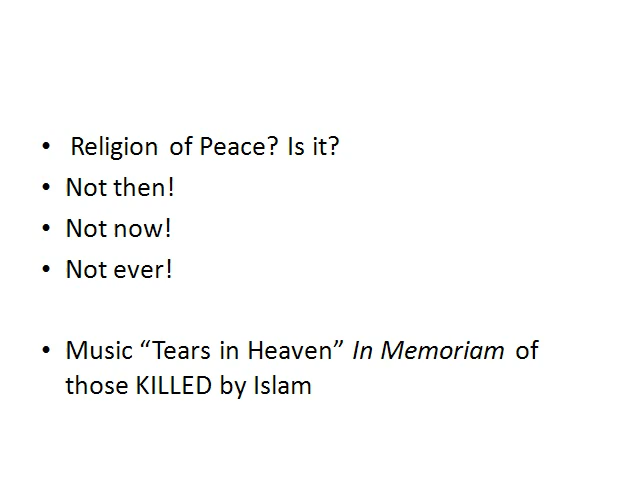 • Religion of Peace? Is it?
• Not then!
• Not now!
• Not ever!
• Music “Tears in Heaven” In Memoriam of
those KILLED by Islam